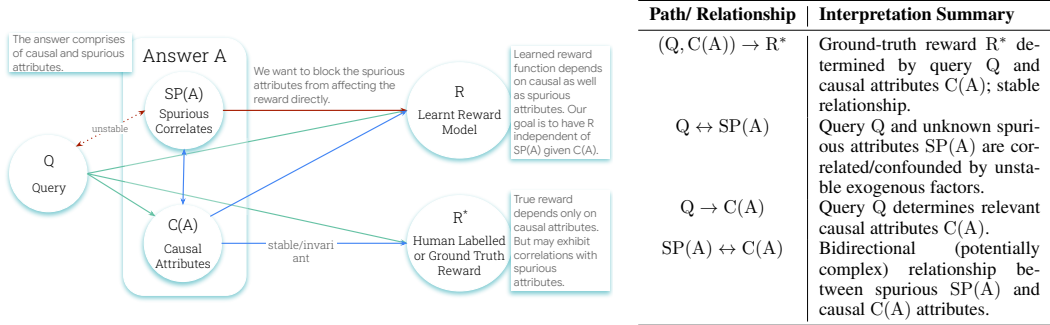 The answer comprises
of causal and spurious
attributes.
Answer A
SP(A)
Spurious
Correlates
We want to block the spurious
attributes from affecting the
reward directly.
R
Learnt Reward
Model
Learned reward
function depends
on causal as well
as spurious
attributes. Our
goal is to have R
independent of
SP(A) given C(A).
unstable
Q
Query
C(A)
Causal
Attributes
stable/invari
ant
R*
Human Labelled
or Ground Truth
Reward
True reward
depends only on
causal attributes.
But may exhibit
correlations with
spurious
attributes.
Path/ Relationship Interpretation Summary
(Q, C(A)) → R* Ground-truth reward R* de-
termined by query Q and
causal attributes C(A); stable
relationship.
Q ↔ SP(A) Query Q and unknown spuri-
ous attributes SP(A) are cor-
related/confounded by unsta-
ble exogenous factors.
Q → C(A) Query Q determines relevant
causal attributes C(A).
SP(A) ↔ C(A) Bidirectional (potentially
complex) relationship be-
tween spurious SP(A) and
causal C(A) attributes.